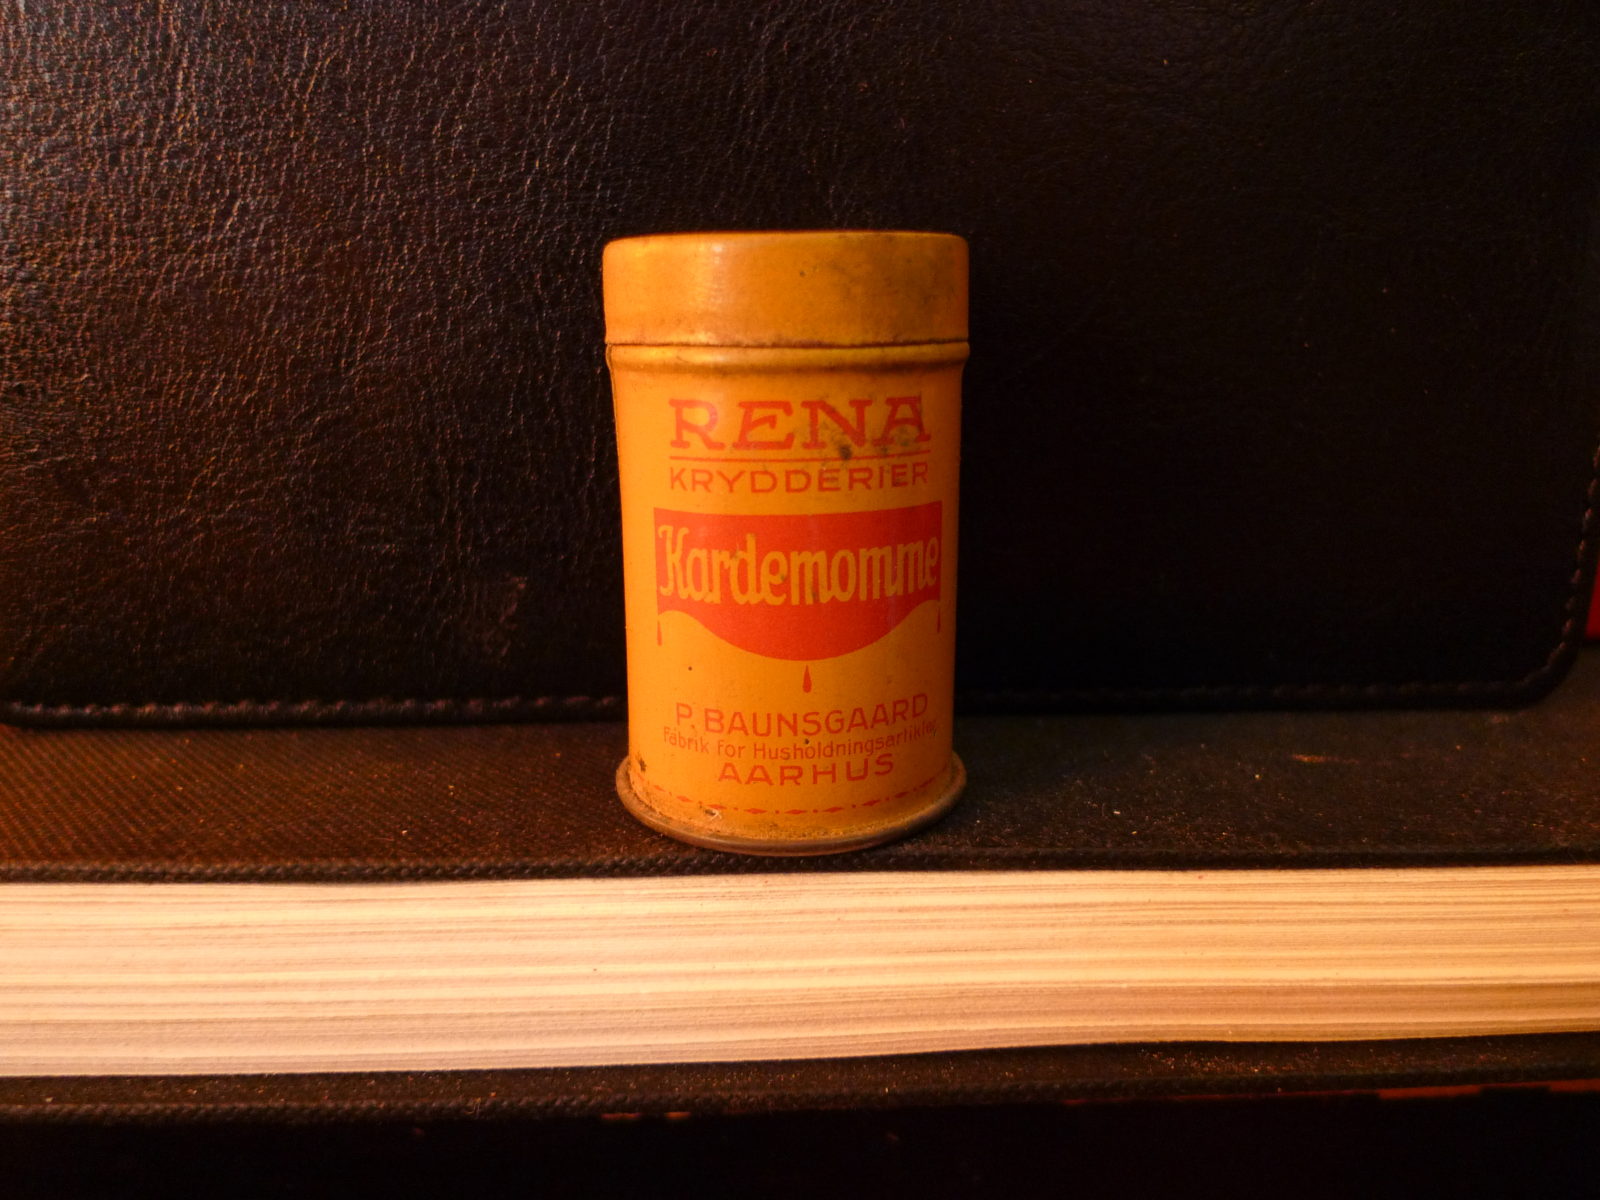 RENA
KRYDDERIER
Kardemomme
P. BAUNSGAARD
Fabrik for Husholdningsartikler
AARHUS